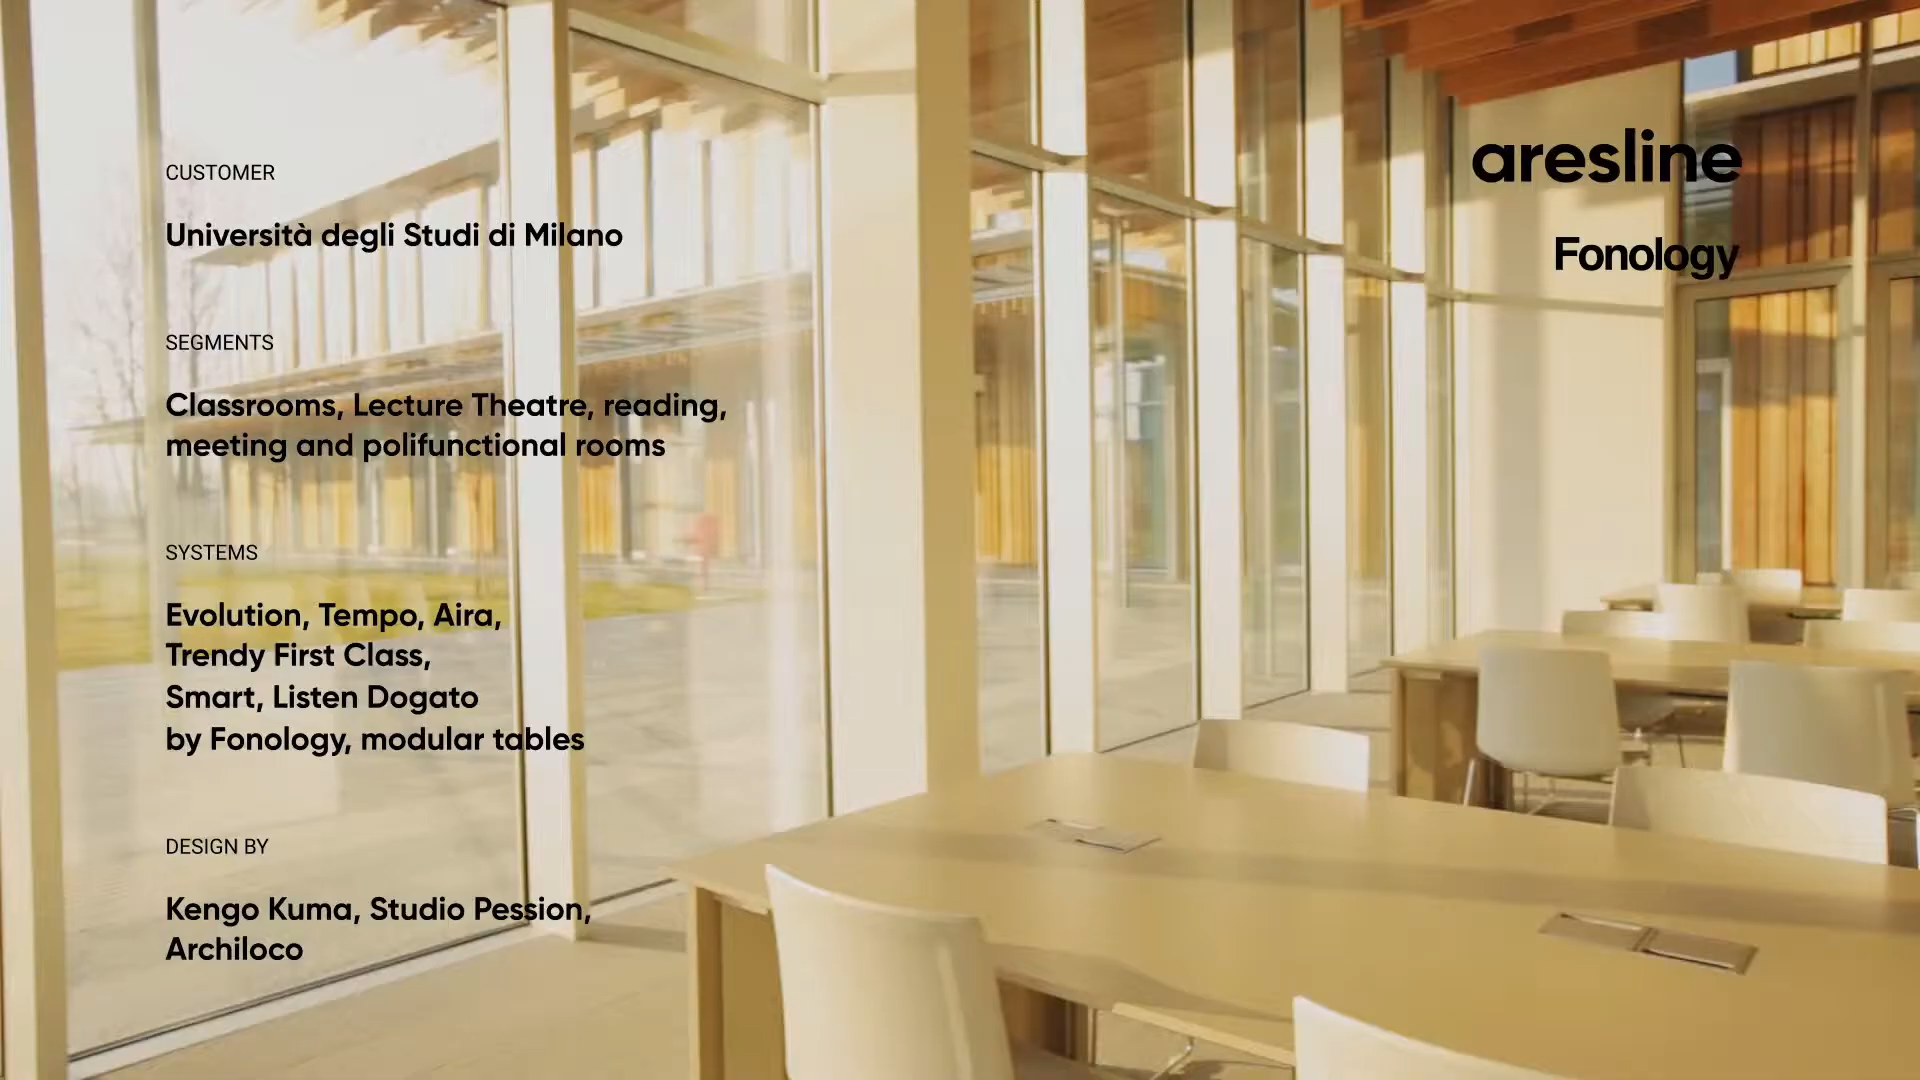 CUSTOMER
Università degli Studi di Milano
SEGMENTS
Classrooms, Lecture Theatre, reading,
meeting and polifunctional rooms
SYSTEMS
Evolution, Tempo, Aira,
Trendy First Class,
Smart, Listen Dogato
by Fonology, modular tables
DESIGN BY
Kengo Kuma, Studio Pession,
Archiloco
aresline
Fonology